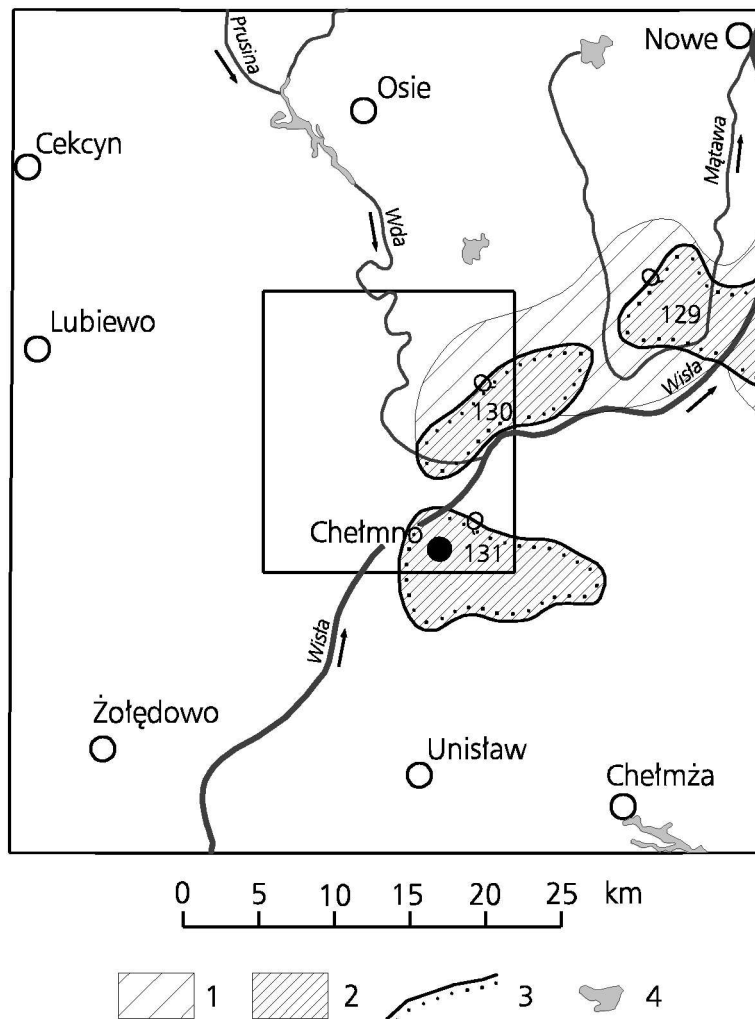 Prusina
Nowe
Osie
Cekcyn
Mątawa
Wda
Lubiewo
129
Wisła
130
Chełmno
131
Wisła
Żołędowo
Unisław
Chełmża
0 5 10 15 20 25 km
1 2 3 4